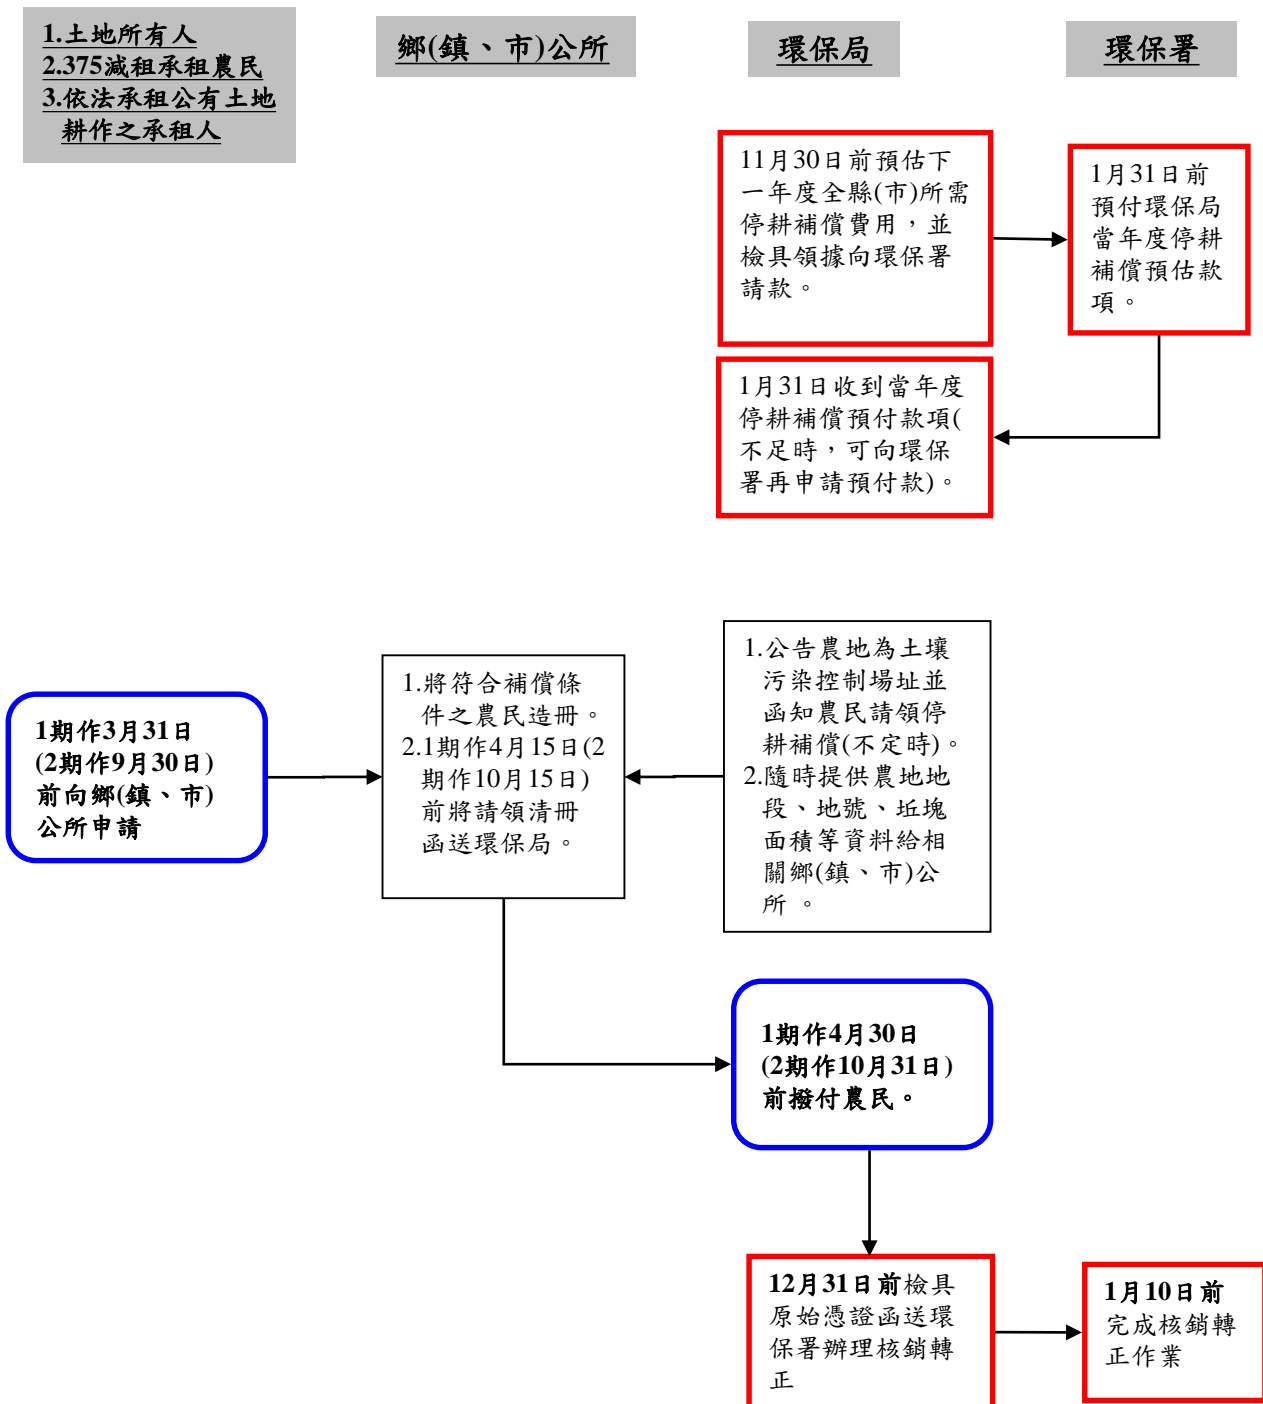 1.土地所有人
2.375減租承租農民
3.依法承租公有土地
耕作之承租人
鄉(鎮、市)公所
環保局
環保署
11月30日前預估下
一年度全縣(市)所需
停耕補償費用，並
檢具領據向環保署
請款。
1月31日前
預付環保局
當年度停耕
補償預估款
項。
1月31日收到當年度
停耕補償預付款項(
不足時，可向環保
署再申請預付款)。
1期作3月31日
(2期作9月30日)
前向鄉(鎮、市)
公所申請
1.將符合補償條
件之農民造冊。
2.1期作4月15日(2
期作10月15日)
前將請領清冊
函送環保局。
1.公告農地為土壤
污染控制場址並
函知農民請領停
耕補償(不定時)。
2.隨時提供農地地
段、地號、坵塊
面積等資料給相
關鄉(鎮、市)公
所 。
1期作4月30日
(2期作10月31日)
前撥付農民。
12月31日前檢具
原始憑證函送環
保署辦理核銷轉
正
1月10日前
完成核銷轉
正作業